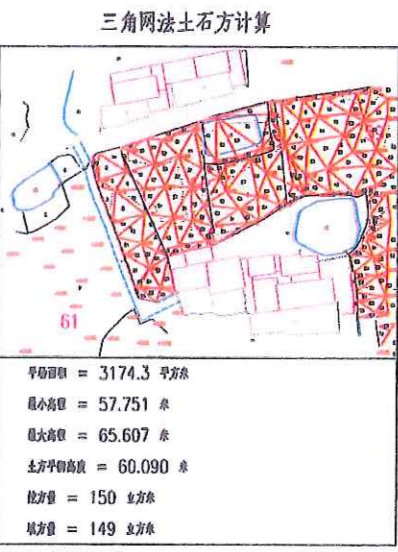 三角网法土石方计算
61
平场面积 = 3174.3 平方米
最小高程 = 57.751 米
最大高程 = 65.607 米
土方平衡高度 = 60.090 米
挖方量 = 150 立方米
填方量 = 149 立方米